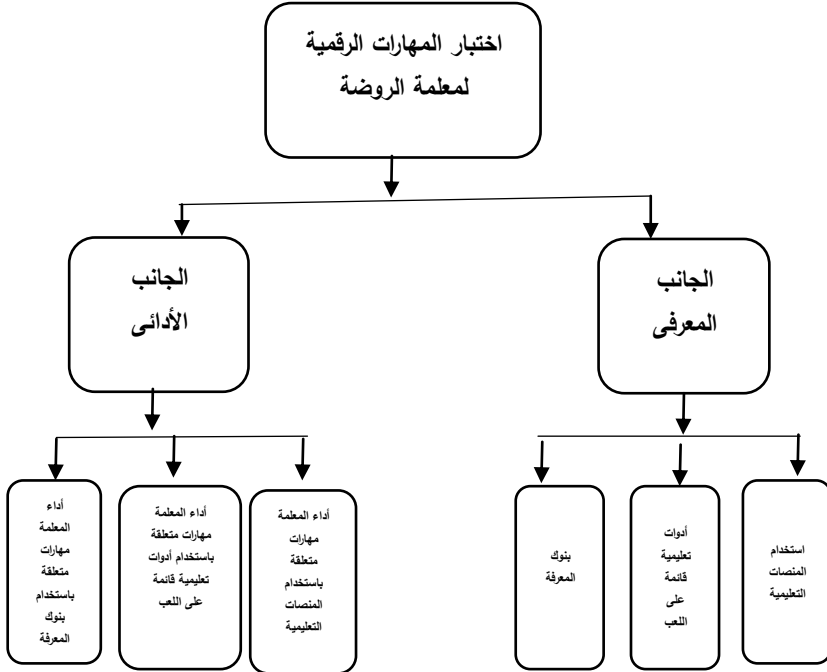 اختبار المهارات الرقمية
لمعلمة الروضة
الجانب
المعرفى
الجانب
الأدائى
استخدام
المنصات
التعليمية
أدوات
تعليمية
قائمة
على
اللعب
بنوك
المعرفة
أداء المعلمة
مهارات
متعلقة
باستخدام
المنصات
التعليمية
أداء المعلمة
مهارات متعلقة
باستخدام أدوات
تعليمية قائمة
على اللعب
أداء
المعلمة
مهارات
متعلقة
باستخدام
بنوك
المعرفة